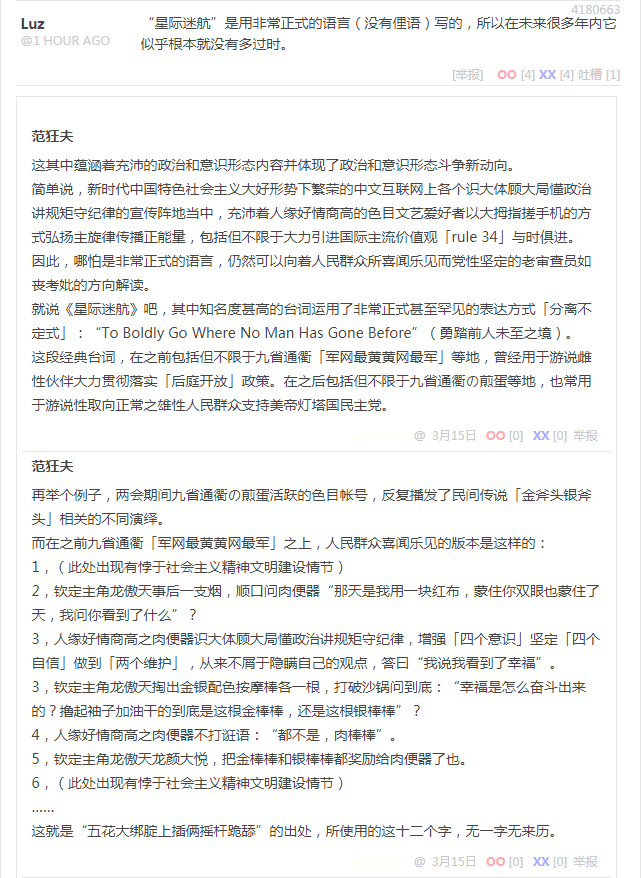 4180663
Luz
@1 HOUR AGO
“星际迷航”是用非常正式的语言（没有俚语）写的，所以在未来很多年内它
似乎根本就没有多过时。
[举报] OO [4] XX [4] 吐槽 [1]
范狂夫
这其中蕴涵着充沛的政治和意识形态内容并体现了政治和意识形态斗争新动向。
简单说，新时代中国特色社会主义大好形势下繁荣的中文互联网上各个识大体顾大局懂政治
讲规矩守纪律的宣传阵地当中，充沛着人缘好情商高的色目文艺爱好者以大拇指搓手机的方
式弘扬主旋律传播正能量，包括但不限于大力引进国际主流价值观「rule 34」与时俱进。
因此，哪怕是非常正式的语言，仍然可以向着人民群众所喜闻乐见而党性坚定的老审查员如
丧考妣的方向解读。
就说《星际迷航》吧，其中知名度甚高的台词运用了非常正式甚至罕见的表达方式「分离不
定式」：“To Boldly Go Where No Man Has Gone Before”（勇踏前人未至之境）。
这段经典台词，在之前包括但不限于九省通衢「军网最黄黄网最军」等地，曾经用于游说雌
性伙伴大力贯彻落实「后庭开放」政策。在之后包括但不限于九省通衢の煎蛋等地，也常用
于游说性取向正常之雄性人民群众支持美帝灯塔国民主党。
@ 3月15日 OO [0] XX [0] 举报
范狂夫
再举个例子，两会期间九省通衢の煎蛋活跃的色目帐号，反复播发了民间传说「金斧头银斧
头」相关的不同演绎。
而在之前九省通衢「军网最黄黄网最军」之上，人民群众喜闻乐见的版本是这样的：
1，（此处出现有悖于社会主义精神文明建设情节）
2，钦定主角龙傲天事后一支烟，顺口问肉便器“那天是我用一块红布，蒙住你双眼也蒙住了
天，我问你看到了什么”？
3，人缘好情商高之肉便器识大体顾大局懂政治讲规矩守纪律，增强「四个意识」坚定「四个
自信」做到「两个维护」，从来不屑于隐瞒自己的观点，答曰“我说我看到了幸福”。
3，钦定主角龙傲天掏出金银配色按摩棒各一根，打破沙锅问到底：“幸福是怎么奋斗出来
的？撸起袖子加油干的到底是这根金棒棒，还是这根银棒棒”？
4，人缘好情商高之肉便器不打诳语：“都不是，肉棒棒”。
5，钦定主角龙傲天龙颜大悦，把金棒棒和银棒棒都奖励给肉便器了也。
6，（此处出现有悖于社会主义精神文明建设情节）
……
这就是“五花大绑腚上插俩摇杆跪舔”的出处，所使用的这十二个字，无一字无来历。
@ 3月15日 OO [0] XX [0] 举报